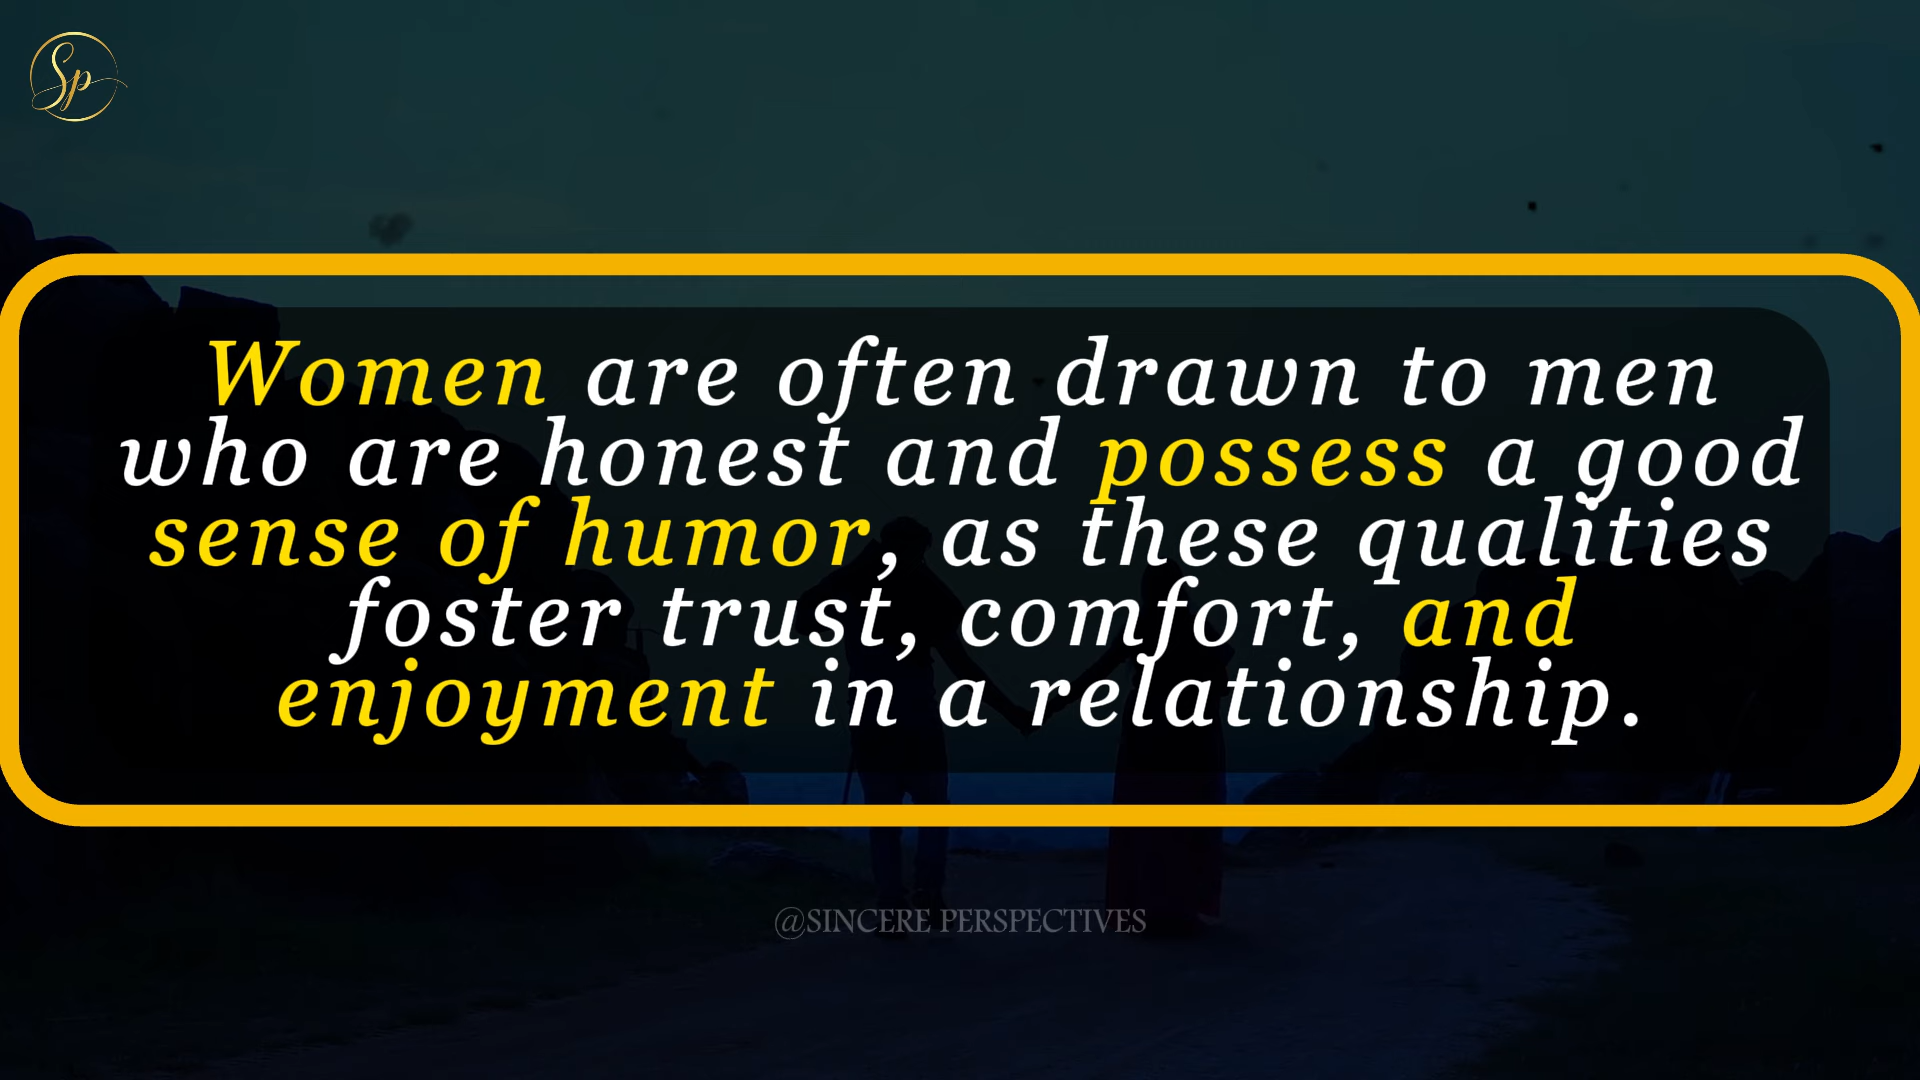 Sp
Women are often drawn to men
who are honest and possess a good
sense of humor, as these qualities
foster trust, comfort, and
enjoyment in a relationship.
@SINCERE PERSPECTIVES